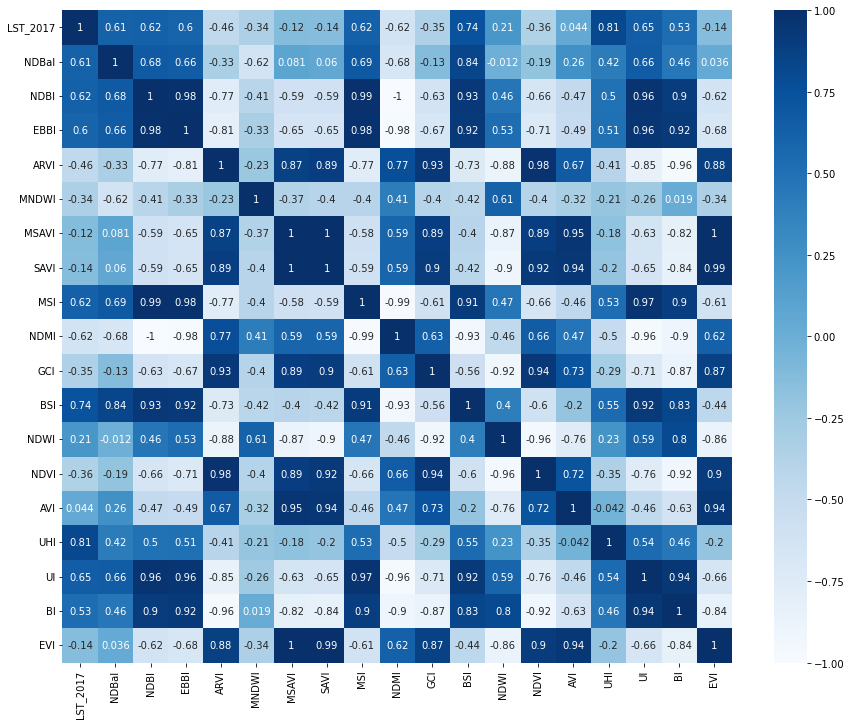 LST_2017 1 0.61 0.62 0.6 -0.46 -0.34 -0.12 -0.14 0.62 -0.62 -0.35 0.74 0.21 -0.36 0.044 0.81 0.65 0.53 -0.14
NDBaI 0.61 1 0.68 0.66 -0.33 -0.62 0.081 0.06 0.69 -0.68 -0.13 0.84 -0.012 -0.19 0.26 0.42 0.66 0.46 0.036
NDBI 0.62 0.68 1 0.98 -0.77 -0.41 -0.59 -0.59 0.99 -1 -0.63 0.93 0.46 -0.66 -0.47 0.5 0.96 0.9 -0.62
EBBI 0.6 0.66 0.98 1 -0.81 -0.33 -0.65 -0.65 0.98 -0.98 -0.67 0.92 0.53 -0.71 -0.49 0.51 0.96 0.92 -0.68
ARVI -0.46 -0.33 -0.77 -0.81 1 -0.23 0.87 0.89 -0.77 0.77 0.93 -0.73 -0.88 0.98 0.67 -0.41 -0.85 -0.96 0.88
MNDWI -0.34 -0.62 -0.41 -0.33 -0.23 1 -0.37 -0.4 -0.4 0.41 -0.4 -0.42 0.61 -0.4 -0.32 -0.21 -0.26 0.019 -0.34
MSAVI -0.12 0.081 -0.59 -0.65 0.87 -0.37 1 1 -0.58 0.59 0.89 -0.4 -0.87 0.89 0.95 -0.18 -0.63 -0.82 1
SAVI -0.14 0.06 -0.59 -0.65 0.89 -0.4 1 1 -0.59 0.59 0.9 -0.42 -0.9 0.92 0.94 -0.2 -0.65 -0.84 0.99
MSI 0.62 0.69 0.99 0.98 -0.77 -0.4 -0.58 -0.59 1 -0.99 -0.61 0.91 0.47 -0.66 -0.46 0.53 0.97 0.9 -0.61
NDMI -0.62 -0.68 -1 -0.98 0.77 0.41 0.59 0.59 -0.99 1 0.63 -0.93 -0.46 0.66 0.47 -0.5 -0.96 -0.9 0.62
GCI -0.35 -0.13 -0.63 -0.67 0.93 -0.4 0.89 0.9 -0.61 0.63 1 -0.56 -0.92 0.94 0.73 -0.29 -0.71 -0.87 0.87
BSI 0.74 0.84 0.93 0.92 -0.73 -0.42 -0.4 -0.42 0.91 -0.93 -0.56 1 0.4 -0.6 -0.2 0.55 0.92 0.83 -0.44
NDWI 0.21 -0.012 0.46 0.53 -0.88 0.61 -0.87 -0.9 0.47 -0.46 -0.92 0.4 1 -0.96 -0.76 0.23 0.59 0.8 -0.86
NDVI -0.36 -0.19 -0.66 -0.71 0.98 -0.4 0.89 0.92 -0.66 0.66 0.94 -0.6 -0.96 1 0.72 -0.35 -0.76 -0.92 0.9
AVI 0.044 0.26 -0.47 -0.49 0.67 -0.32 0.95 0.94 -0.46 0.47 0.73 -0.2 -0.76 0.72 1 -0.042 -0.46 -0.63 0.94
UHI 0.81 0.42 0.5 0.51 -0.41 -0.21 -0.18 -0.2 0.53 -0.5 -0.29 0.55 0.23 -0.35 -0.042 1 0.54 0.46 -0.2
UI 0.65 0.66 0.96 0.96 -0.85 -0.26 -0.63 -0.65 0.97 -0.96 -0.71 0.92 0.59 -0.76 -0.46 0.54 1 0.94 -0.66
BI 0.53 0.46 0.9 0.92 -0.96 0.019 -0.82 -0.84 0.9 -0.9 -0.87 0.83 0.8 -0.92 -0.63 0.46 0.94 1 -0.84
EVI -0.14 0.036 -0.62 -0.68 0.88 -0.34 1 0.99 -0.61 0.62 0.87 -0.44 -0.86 0.9 0.94 -0.2 -0.66 -0.84 1
LST_2017 NDBaI NDBI EBBI ARVI MNDWI MSAVI SAVI MSI NDMI GCI BSI NDWI NDVI AVI UHI UI BI EVI
1.00
0.75
0.50
0.25
0.00
−0.25
−0.50
−0.75
−1.00